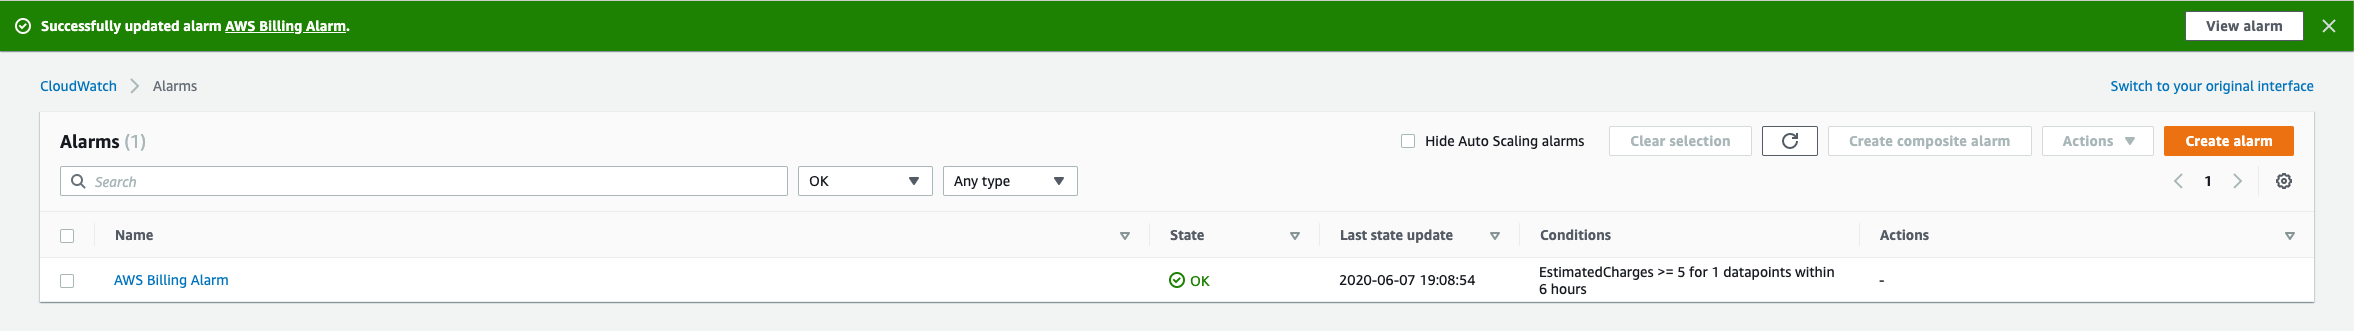 Successfully updated alarm AWS Billing Alarm.
View alarm
CloudWatch
Alarms
Switch to your original interface
Alarms (1)
Hide Auto Scaling alarms
Clear selection
Create composite alarm
Actions
Create alarm
Search
OK
Any type
1
Name
State
Last state update
Conditions
Actions
AWS Billing Alarm
OK
2020-06-07 19:08:54
EstimatedCharges >= 5 for 1 datapoints within
6 hours
-